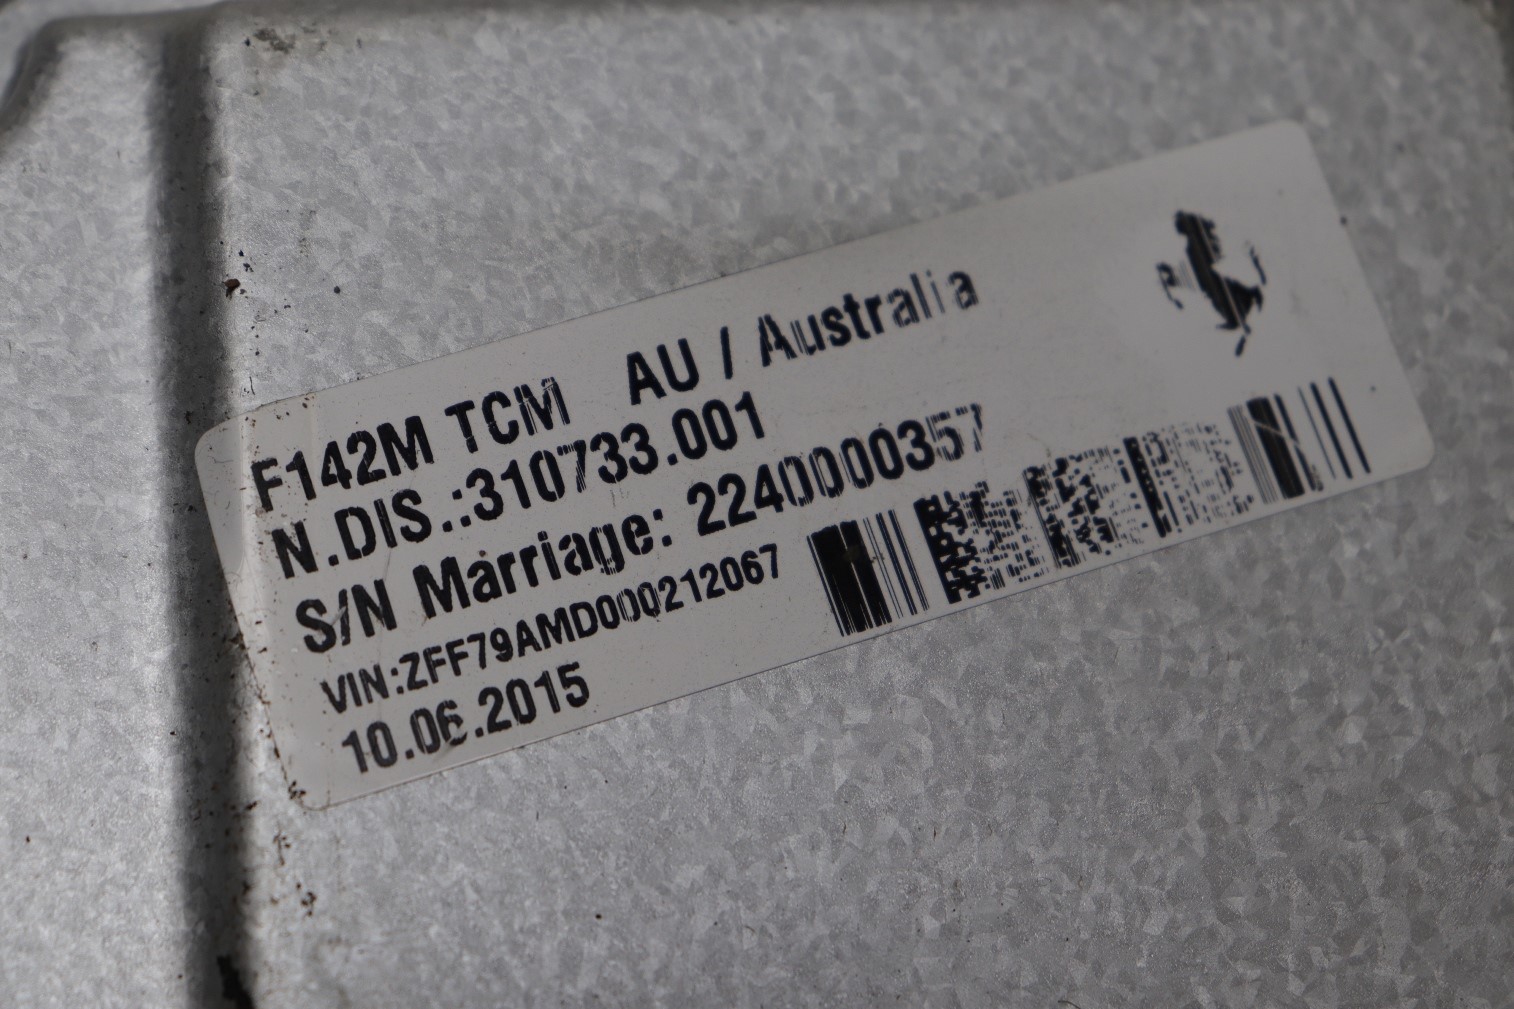 F142M TCM AU / Australia
N.DIS.:310733.001
S/N Marriage: 2240000357
VIN:ZFF79AMD000212067
10.06.2015